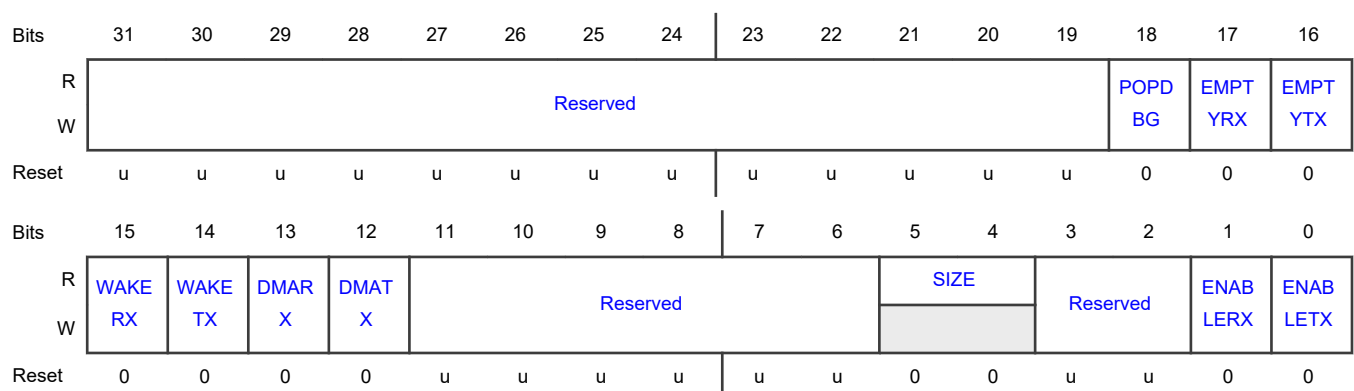 Bits 31 30 29 28 27 26 25 24 23 22 21 20 19 18 17 16
R Reserved POPD EMPT EMPT
W BG YRX YTX
Reset u u u u u u u u u u u u u 0 0 0
Bits 15 14 13 12 11 10 9 8 7 6 5 4 3 2 1 0
R WAKE WAKE DMAR DMAT Reserved SIZE Reserved ENAB ENAB
W RX TX X X LERX LETX
Reset 0 0 0 0 u u u u u u 0 0 u u 0 0